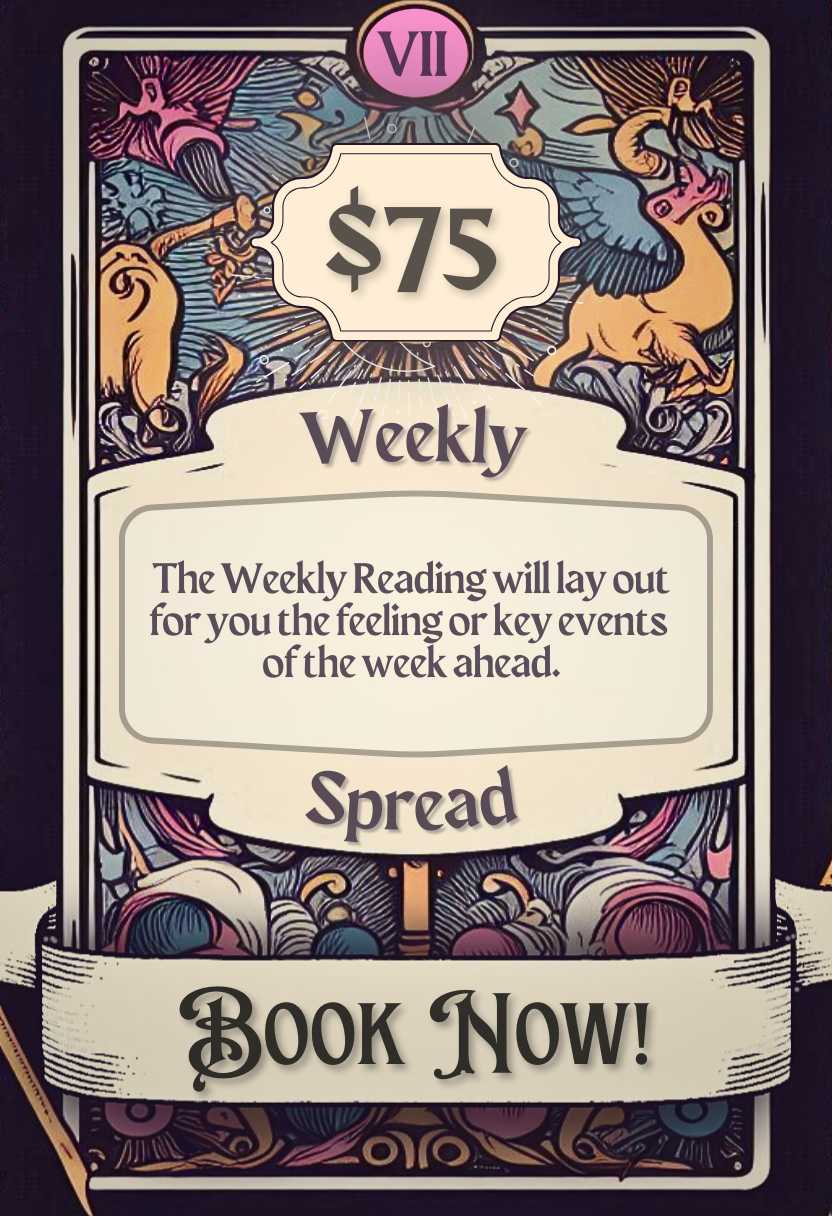 VII
$75
Weekly
The Weekly Reading will lay out
for you the feeling or key events
of the week ahead.
Spread
Book Now!